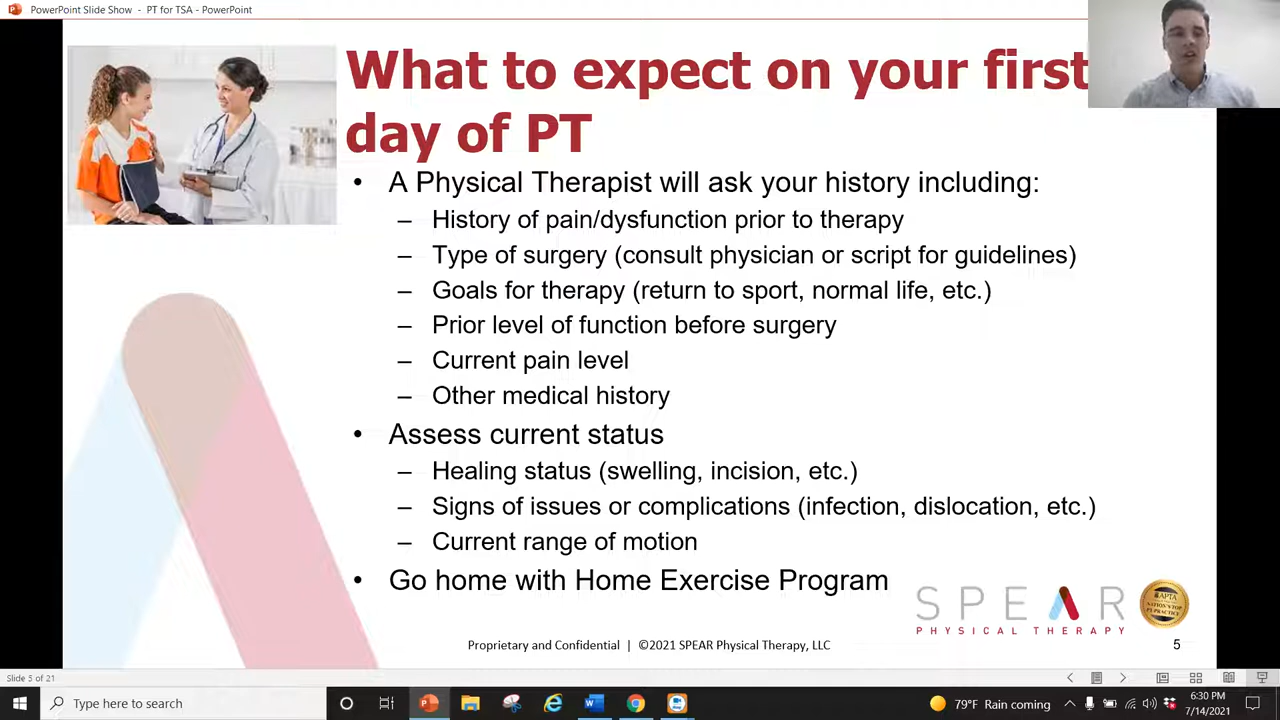 PowerPoint Slide Show - PT for TSA - PowerPoint
What to expect on your first
day of PT
• A Physical Therapist will ask your history including:
– History of pain/dysfunction prior to therapy
– Type of surgery (consult physician or script for guidelines)
– Goals for therapy (return to sport, normal life, etc.)
– Prior level of function before surgery
– Current pain level
– Other medical history
• Assess current status
– Healing status (swelling, incision, etc.)
– Signs of issues or complications (infection, dislocation, etc.)
– Current range of motion
• Go home with Home Exercise Program
SPEAR
PHYSICAL THERAPY
APTA
NATION'S TOP
PT PRACTICE
Proprietary and Confidential | ©2021 SPEAR Physical Therapy, LLC
5
Slide 5 of 21
Type here to search
79°F Rain coming
6:30 PM
7/14/2021